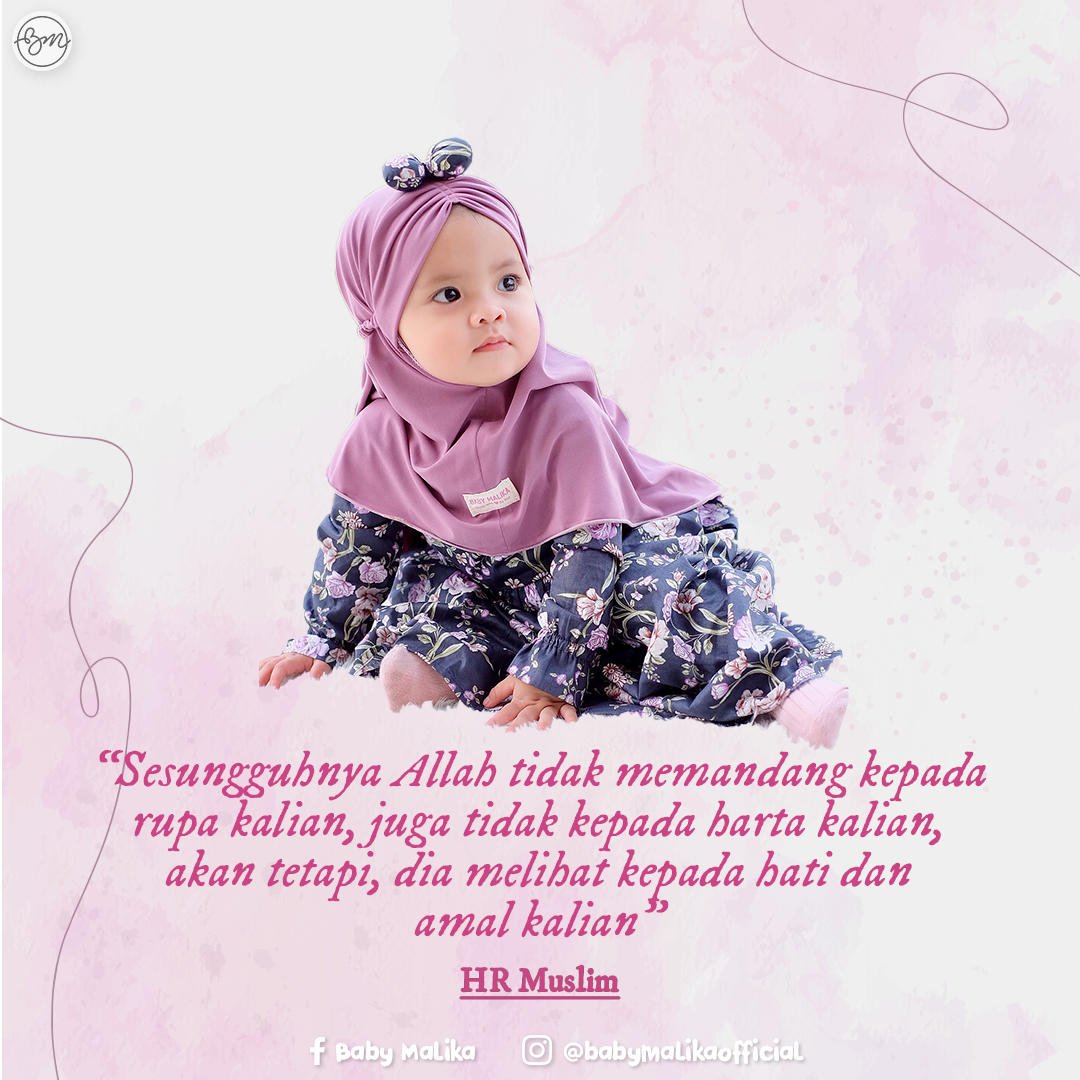 BM
BABY MALIKA
“Sesungguhnya Allah tidak memandang kepada
rupa kalian, juga tidak kepada harta kalian,
akan tetapi, dia melihat kepada hati dan
amal kalian”
HR Muslim
Baby Malika
@babymalikaofficial